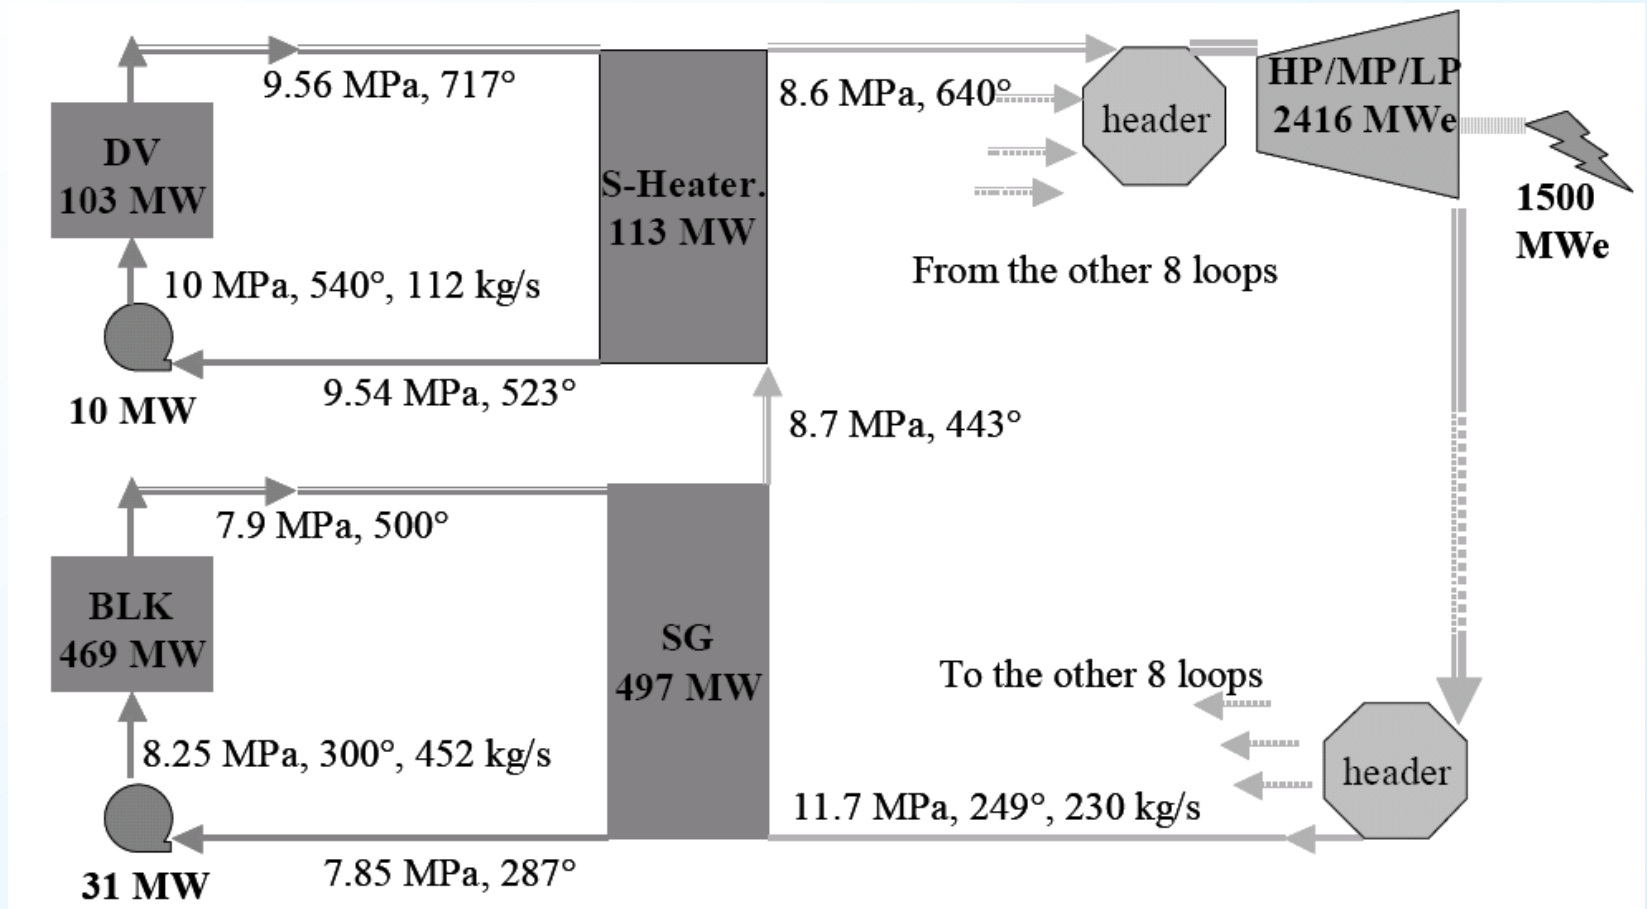 9.56 MPa, 717°
DV
103 MW
10 MPa, 540°, 112 kg/s
9.54 MPa, 523°
10 MW
S-Heater.
113 MW
8.6 MPa, 640°
header
HP/MP/LP
2416 MWe
1500
MWe
From the other 8 loops
8.7 MPa, 443°
7.9 MPa, 500°
BLK
469 MW
8.25 MPa, 300°, 452 kg/s
7.85 MPa, 287°
31 MW
SG
497 MW
To the other 8 loops
header
11.7 MPa, 249°, 230 kg/s